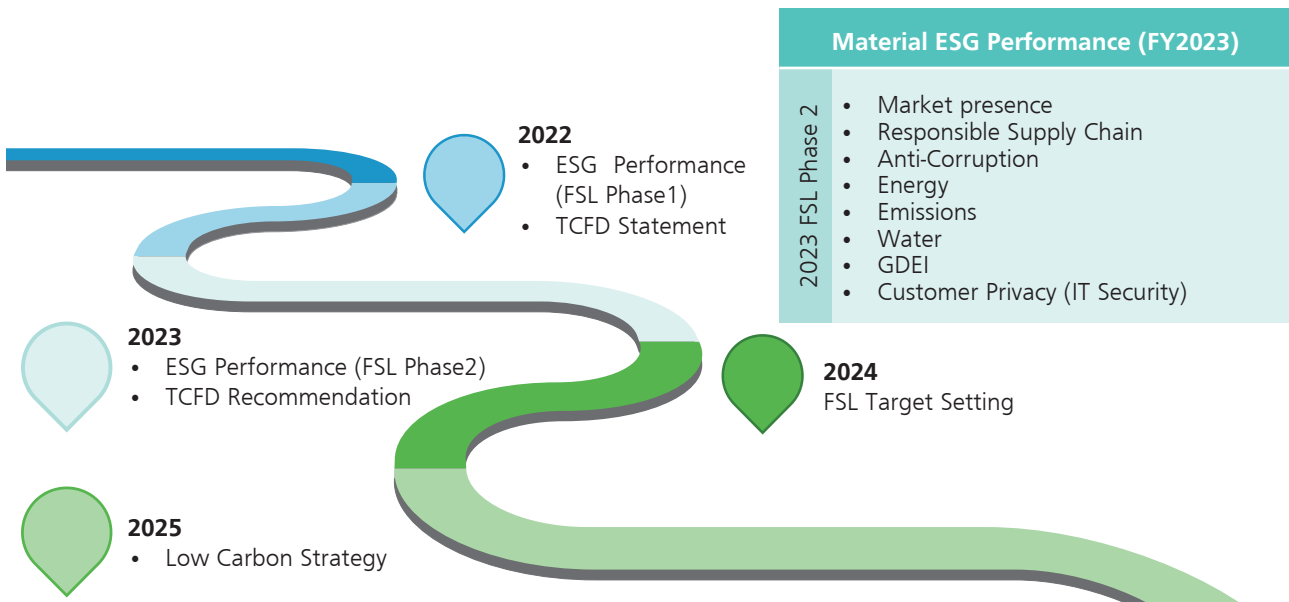 Material ESG Performance (FY2023)
2023 FSL Phase 2
• Market presence
• Responsible Supply Chain
• Anti-Corruption
• Energy
• Emissions
• Water
• GDEI
• Customer Privacy (IT Security)
2022
• ESG Performance
(FSL Phase1)
• TCFD Statement
2023
• ESG Performance (FSL Phase2)
• TCFD Recommendation
2024
FSL Target Setting
2025
• Low Carbon Strategy